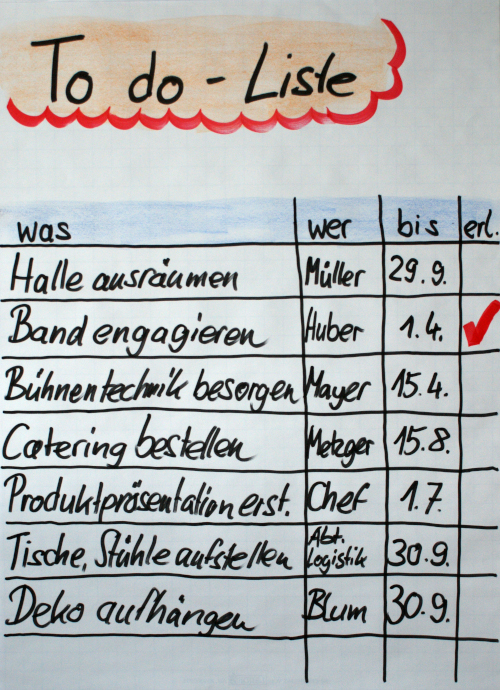 To do - Liste
was wer bis erl.
Halle ausräumen Müller 29.9.
Band engagieren Huber 1.4. ✓
Bühnentechnik besorgen Mayer 15.4.
Catering bestellen Metzger 15.8.
Produktpräsentation erst. Chef 1.7.
Tische, Stühle aufstellen Abt. Logistik 30.9.
Deko aufhängen Blum 30.9.